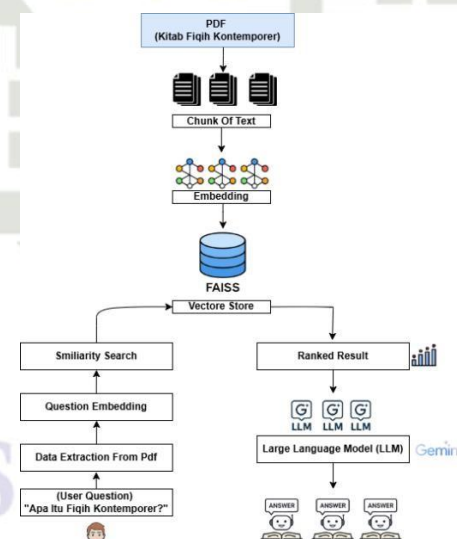 PDF
(Kitab Fiqih Kontemporer)
Chunk Of Text
Embedding
FAISS
Vectore Store
Smiliarity Search
Ranked Result
Question Embedding
G G G
LLM LLM LLM
Data Extraction From Pdf
Large Language Model (LLM)
Gemin
(User Question)
"Apa Itu Fiqih Kontemporer?"
ANSWER ANSWER ANSWER